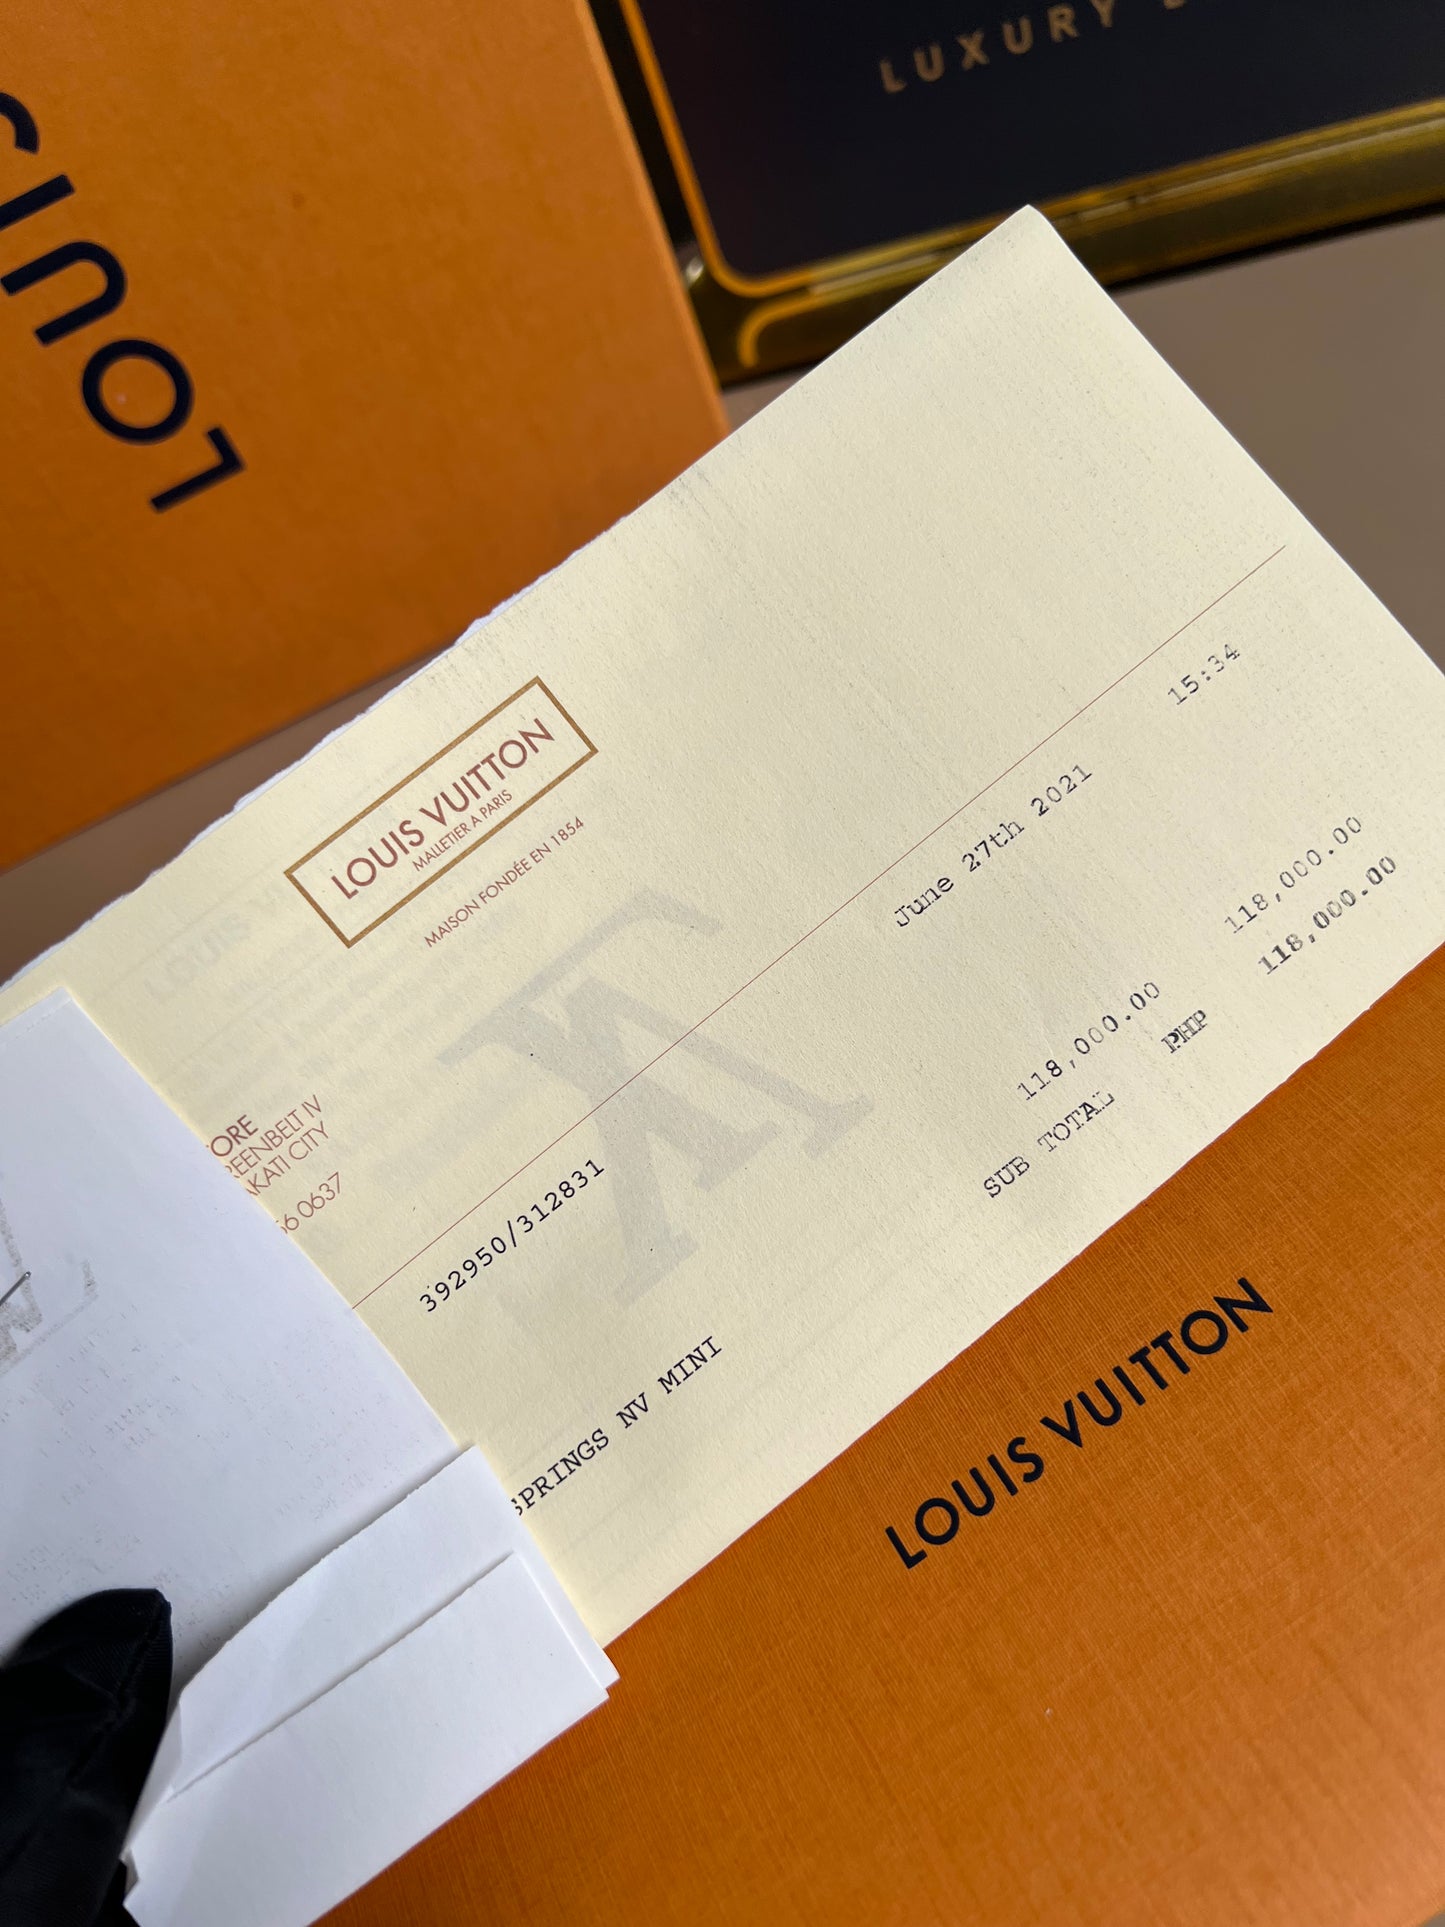 LOUIS
LUXURY
LOUIS VUITTON
MALLETIER A PARIS
MAISON FONDÉE EN 1854
392950/312831
June 27th 2021
15:34
SPRINGS NV MINI
118,000.00
118,000.00
SUB TOTAL
PHP
118,000.00
ORE
REENBELT IV
KATI CITY
56 0637
LOUIS VUITTON